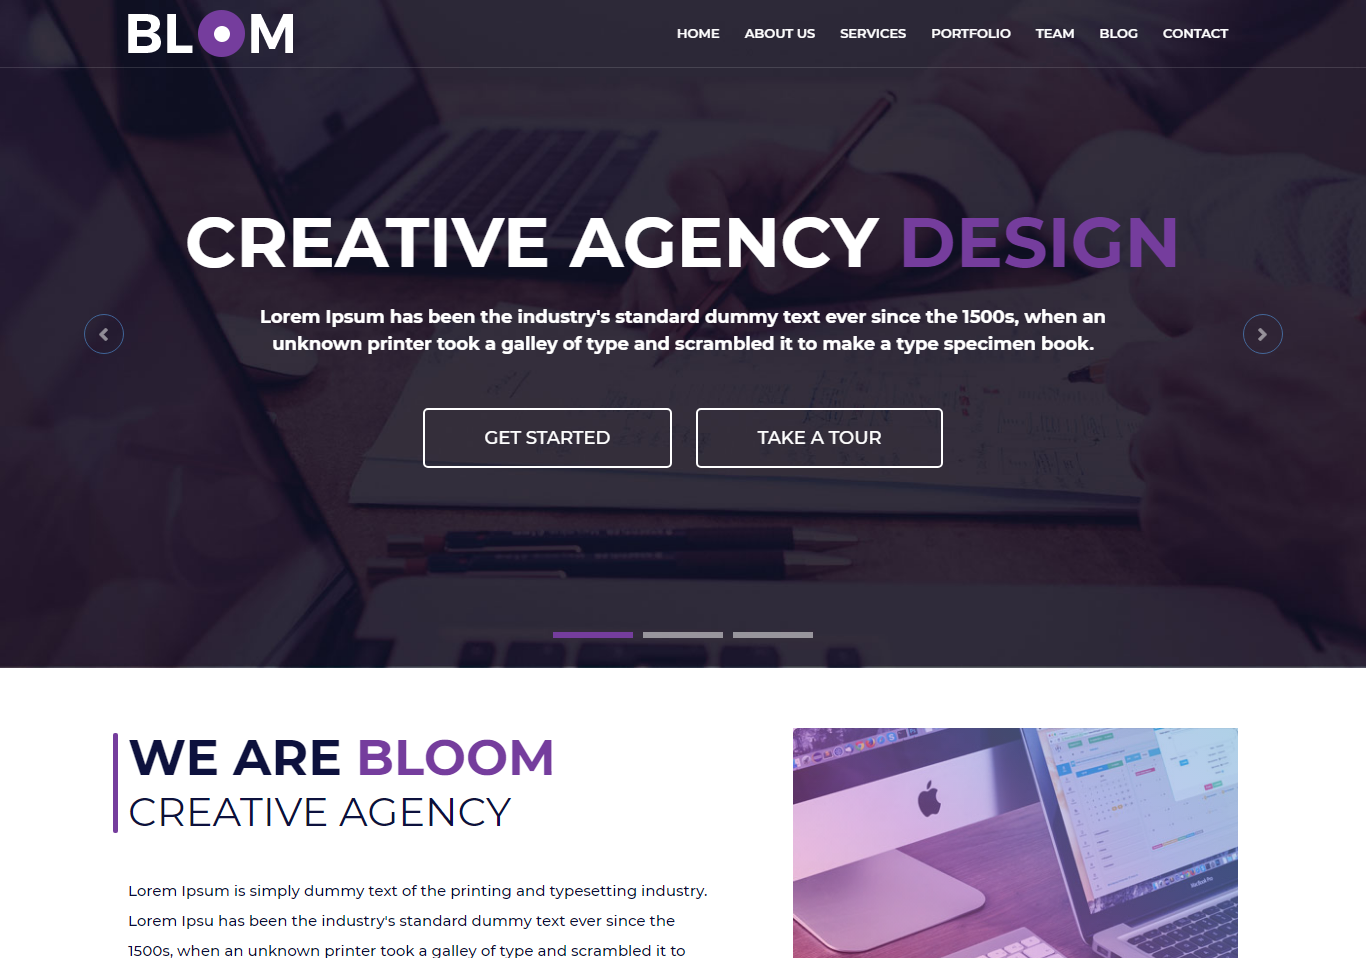 BLOM
HOME ABOUT US SERVICES PORTFOLIO TEAM BLOG CONTACT
CREATIVE AGENCY DESIGN
Lorem Ipsum has been the industry's standard dummy text ever since the 1500s, when an
unknown printer took a galley of type and scrambled it to make a type specimen book.
GET STARTED TAKE A TOUR
WE ARE BLOOM
CREATIVE AGENCY
Lorem Ipsum is simply dummy text of the printing and typesetting industry.
Lorem Ipsu has been the industry's standard dummy text ever since the
1500s, when an unknown printer took a galley of type and scrambled it to
MacBook Pro